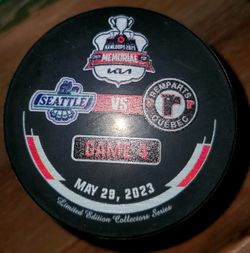 KAMLOOPS 2023
MEMORIAL
KIA
SEATTLE
VS
REMPARTS
QUÉBEC
GAME 4
MAY 29, 2023
Limited Edition Collectors Series